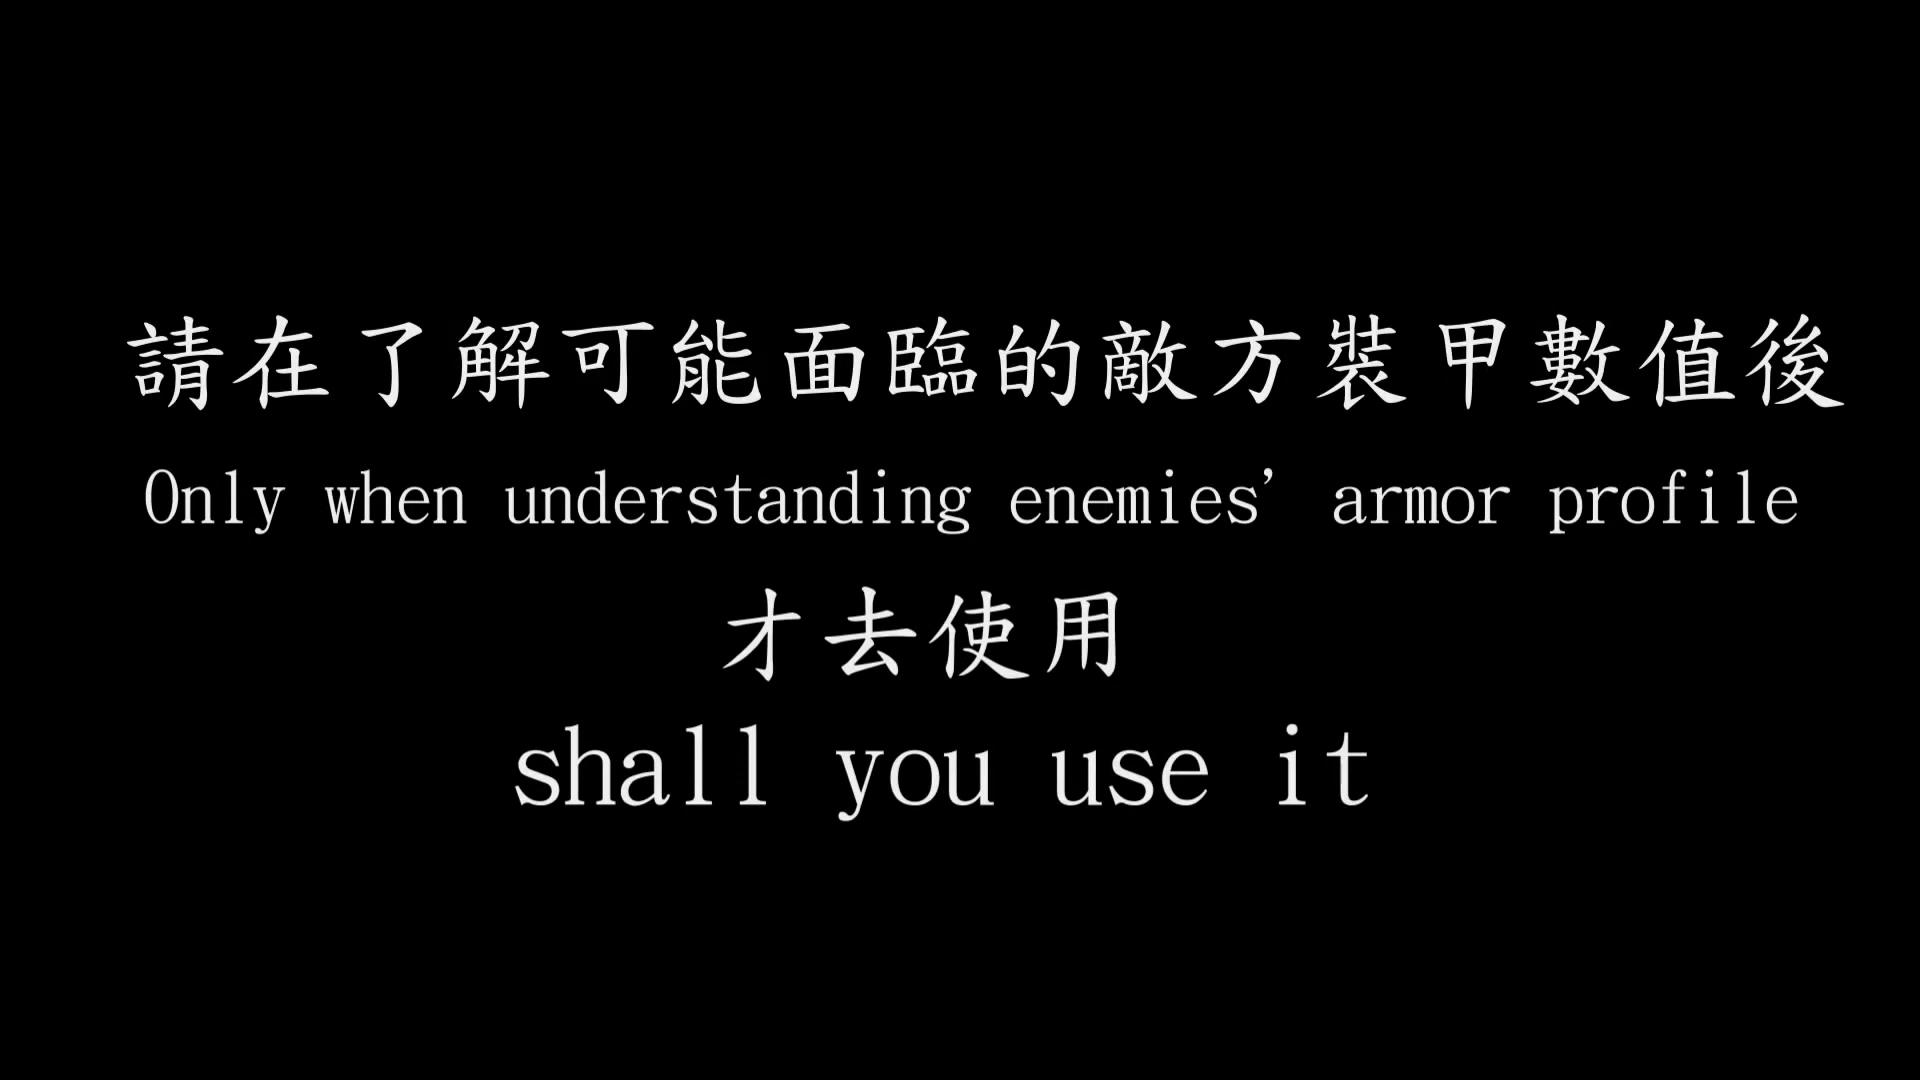 請在了解可能面臨的敵方裝甲數值後
Only when understanding enemies' armor profile
才去使用
shall you use it